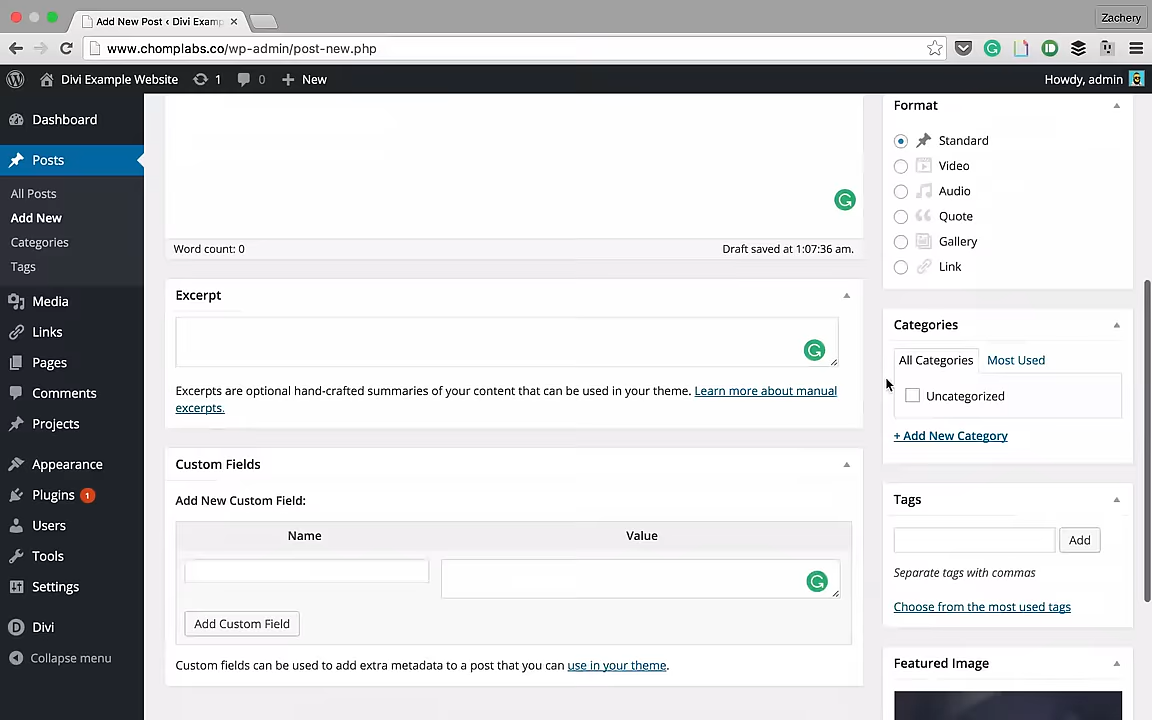 Add New Post ‹ Divi Examp
Zachery
www.chomplabs.co/wp-admin/post-new.php
Divi Example Website 1 0 New Howdy, admin
Dashboard
Posts
All Posts
Add New
Categories
Tags
Media
Links
Pages
Comments
Projects
Appearance
Plugins 1
Users
Tools
Settings
Divi
Collapse menu
Word count: 0 Draft saved at 1:07:36 am.
Excerpt
Excerpts are optional hand-crafted summaries of your content that can be used in your theme. Learn more about manual
excerpts.
Custom Fields
Add New Custom Field:
Name Value
Add Custom Field
Custom fields can be used to add extra metadata to a post that you can use in your theme.
Format
Standard
Video
Audio
Quote
Gallery
Link
Categories
All Categories Most Used
Uncategorized
+ Add New Category
Tags
Add
Separate tags with commas
Choose from the most used tags
Featured Image